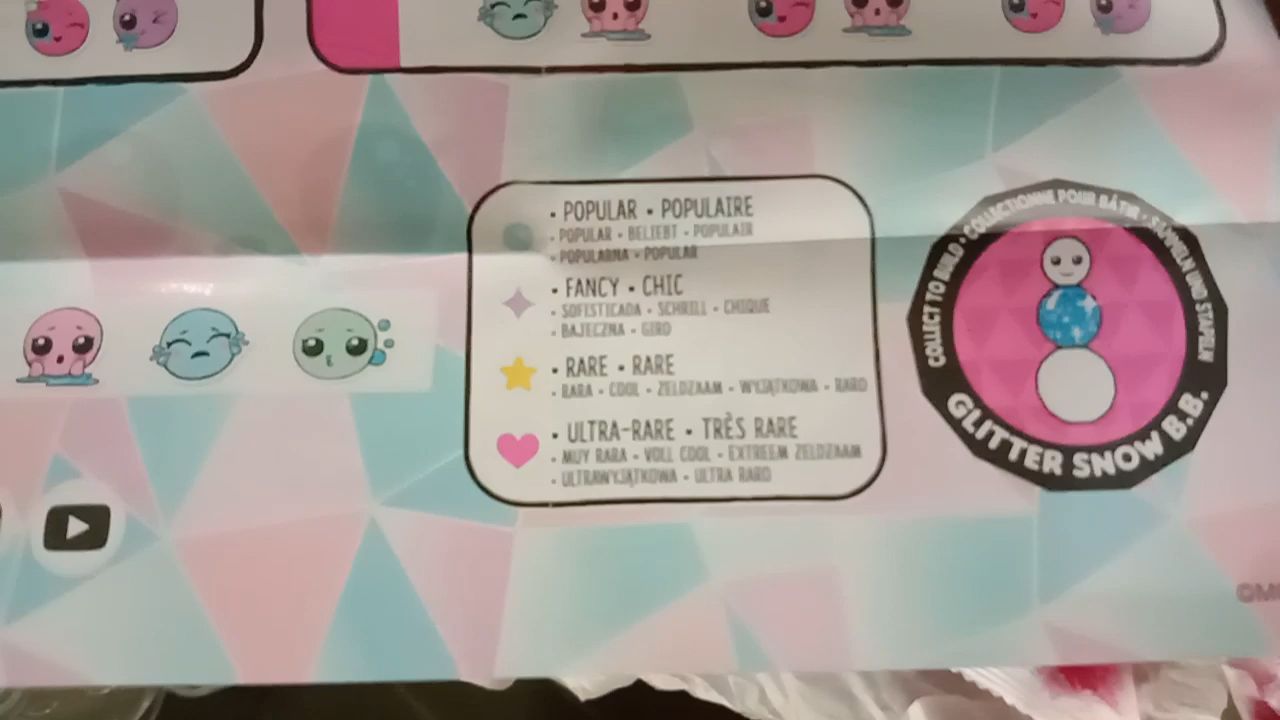 • POPULAR • POPULAIRE
• POPULAR • BELIEBT • POPULAIR
• POPULARNA • POPULAR
• FANCY • CHIC
• SOFISTICADA • SCHRILL • CHIQUE
• BAJECZNA • GIRO
• RARE • RARE
• RARA • COOL • ZELDZAAM • WYJĄTKOWA • RARO
• ULTRA-RARE • TRÈS RARE
• MUY RARA • VOLL COOL • EXTREEM ZELDZAAM
• ULTRAWYJĄTKOWA • ULTRA RARO
COLLECT TO BUILD • COLLECTIONNE POUR BÂTIR • SAMMELN UND STAPELN
GLITTER SNOW B.B.